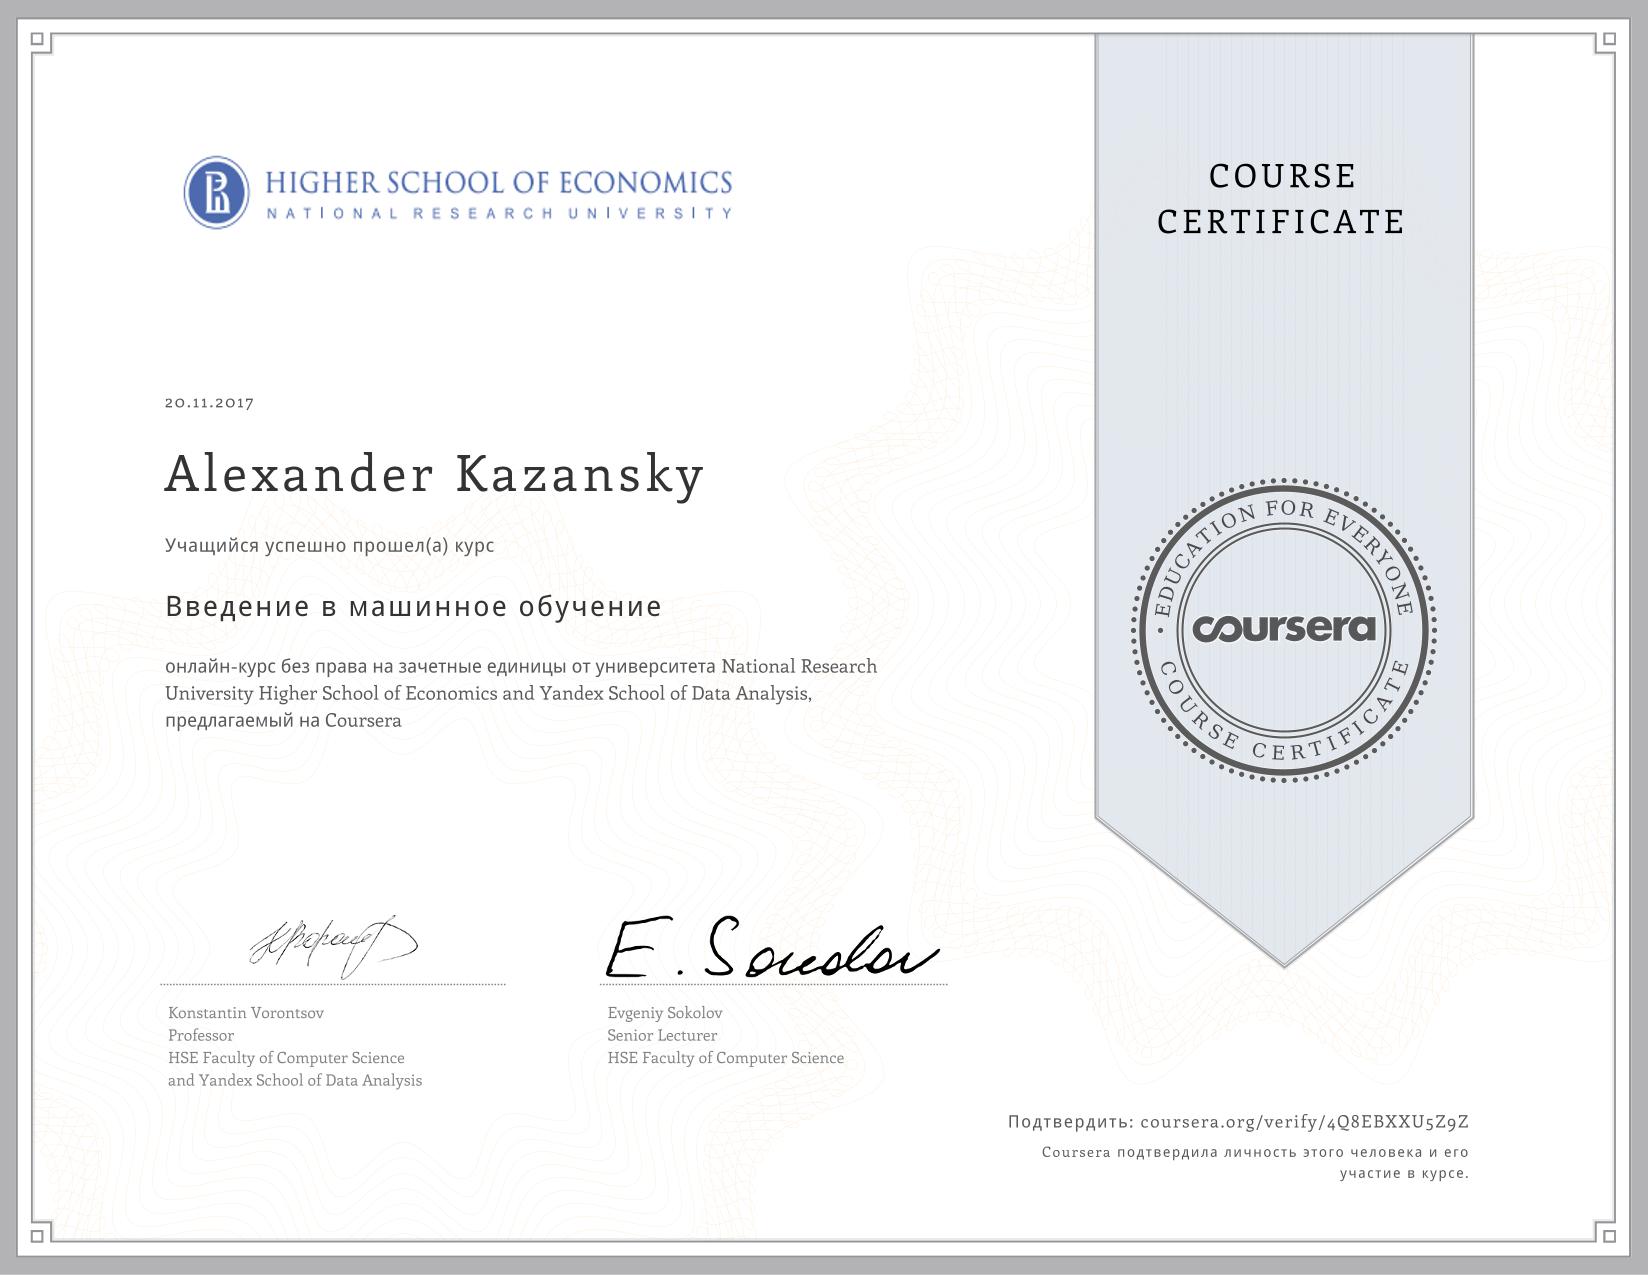 HIGHER SCHOOL OF ECONOMICS
NATIONAL RESEARCH UNIVERSITY
COURSE
CERTIFICATE
20.11.2017
Alexander Kazansky
Учащийся успешно прошел(а) курс
Введение в машинное обучение
онлайн-курс без права на зачетные единицы от университета National Research
University Higher School of Economics and Yandex School of Data Analysis,
предлагаемый на Coursera
· EDUCATION FOR EVERYONE ·
coursera
COURSE CERTIFICATE
E. Sokolov
Konstantin Vorontsov
Professor
HSE Faculty of Computer Science
and Yandex School of Data Analysis
Evgeniy Sokolov
Senior Lecturer
HSE Faculty of Computer Science
Подтвердить: coursera.org/verify/4Q8EBXXU5Z9Z
Coursera подтвердила личность этого человека и его
участие в курсе.